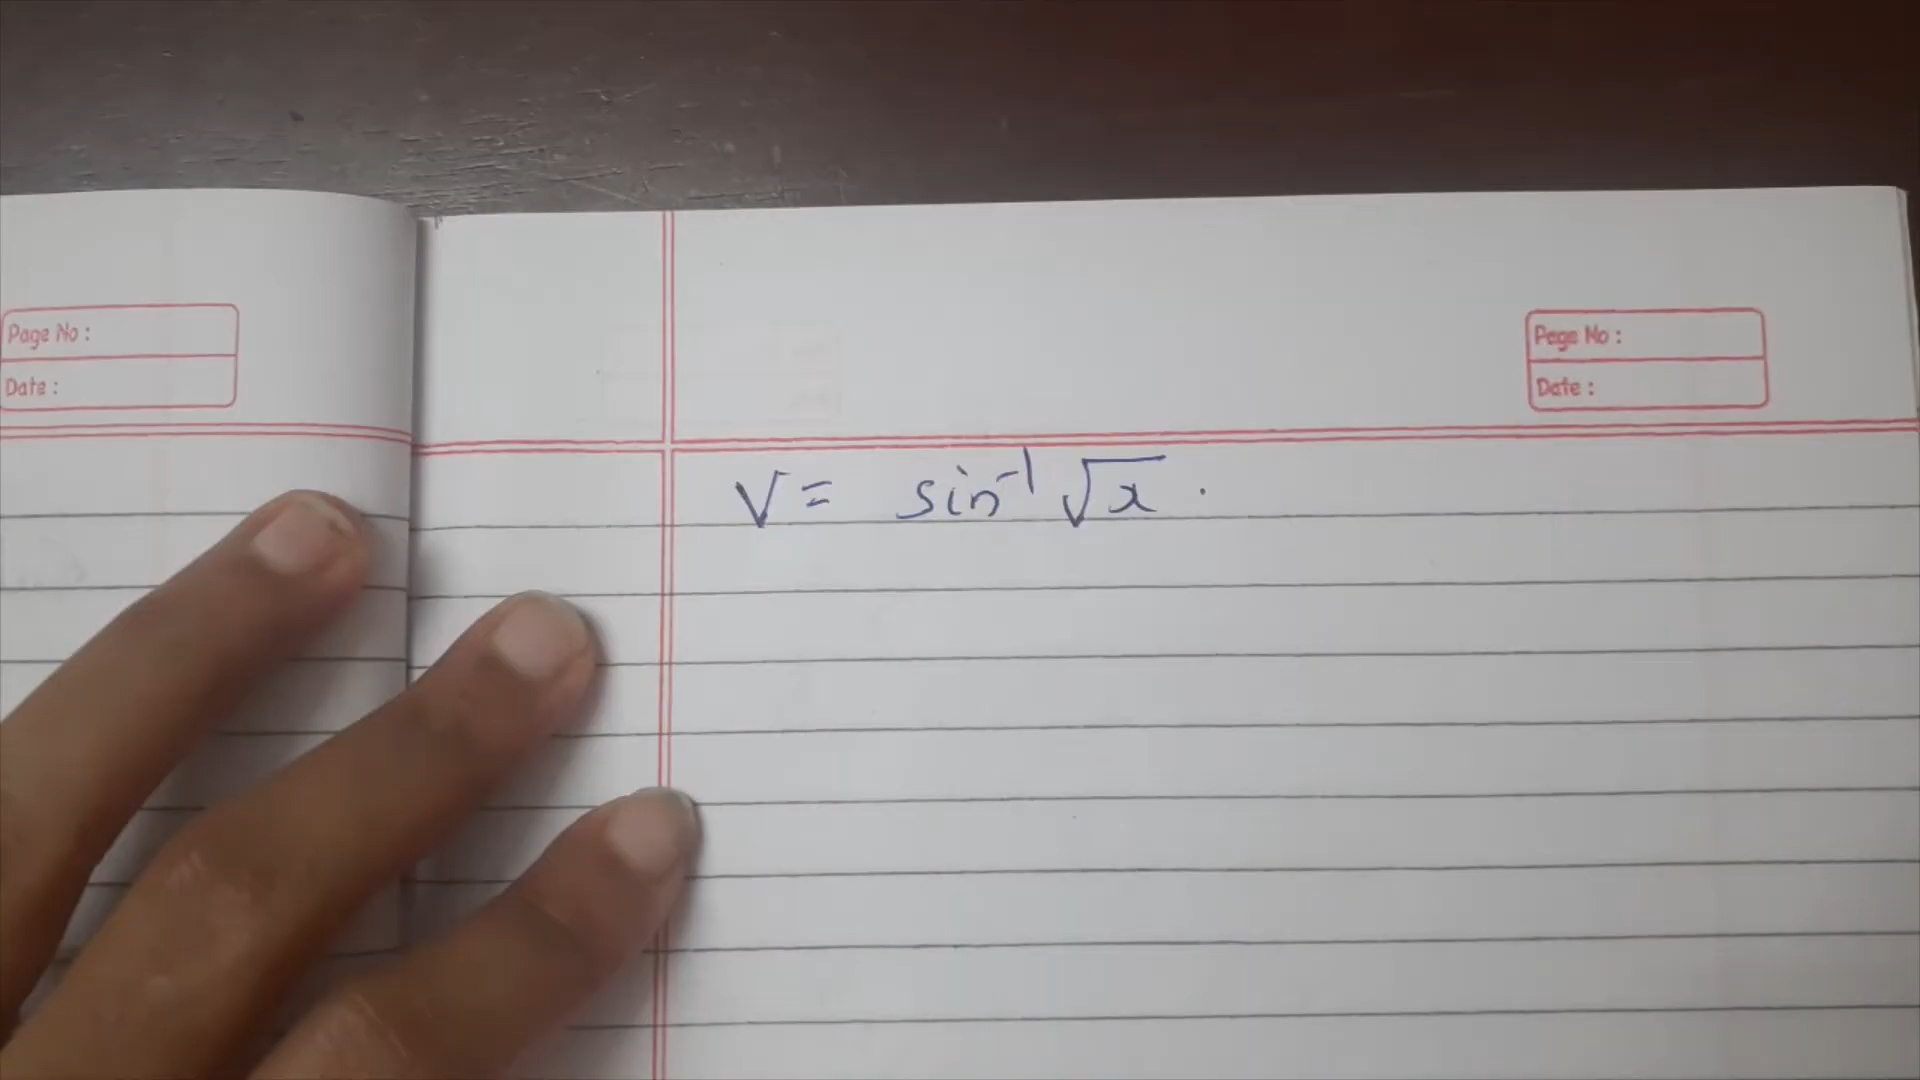 Page No :
Date :
Page No :
Date :
V = sin⁻¹ √x .